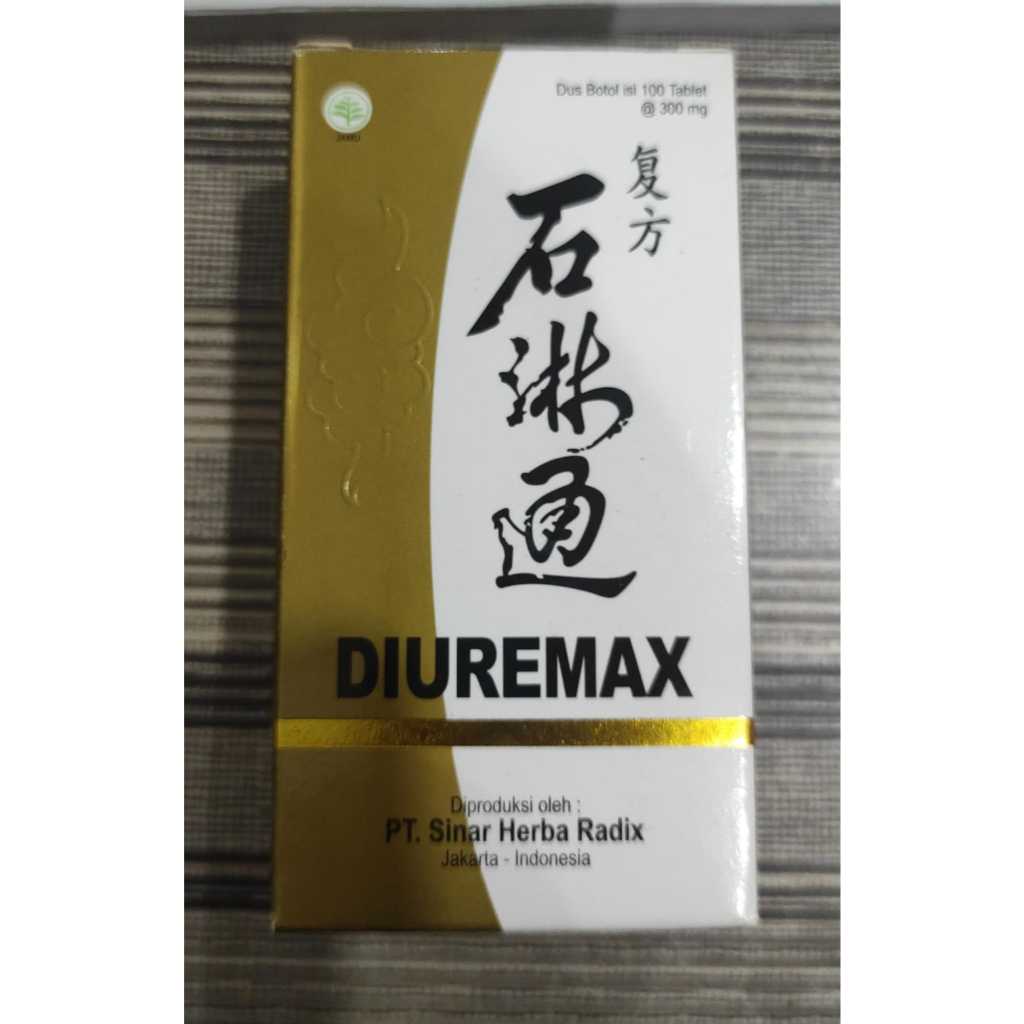 JAMU
Dus Botol isi 100 Tablet
@ 300 mg
复方
石淋通
DIUREMAX
Diproduksi oleh :
PT. Sinar Herba Radix
Jakarta - Indonesia